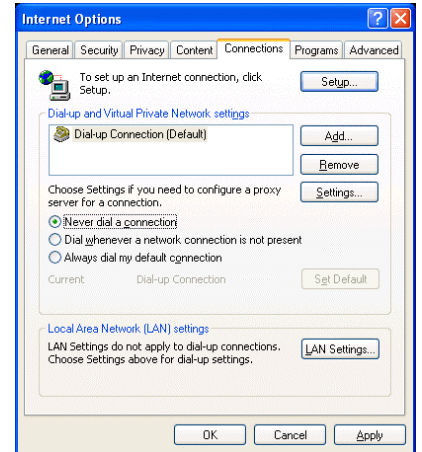 Internet Options
General Security Privacy Content Connections Programs Advanced
To set up an Internet connection, click
Setup.
Setup...
Dial-up and Virtual Private Network settings
Dial-up Connection (Default)
Add...
Remove
Choose Settings if you need to configure a proxy
server for a connection.
Settings...
Never dial a connection
Dial whenever a network connection is not present
Always dial my default connection
Current Dial-up Connection Set Default
Local Area Network (LAN) settings
LAN Settings do not apply to dial-up connections.
Choose Settings above for dial-up settings.
LAN Settings...
OK Cancel Apply